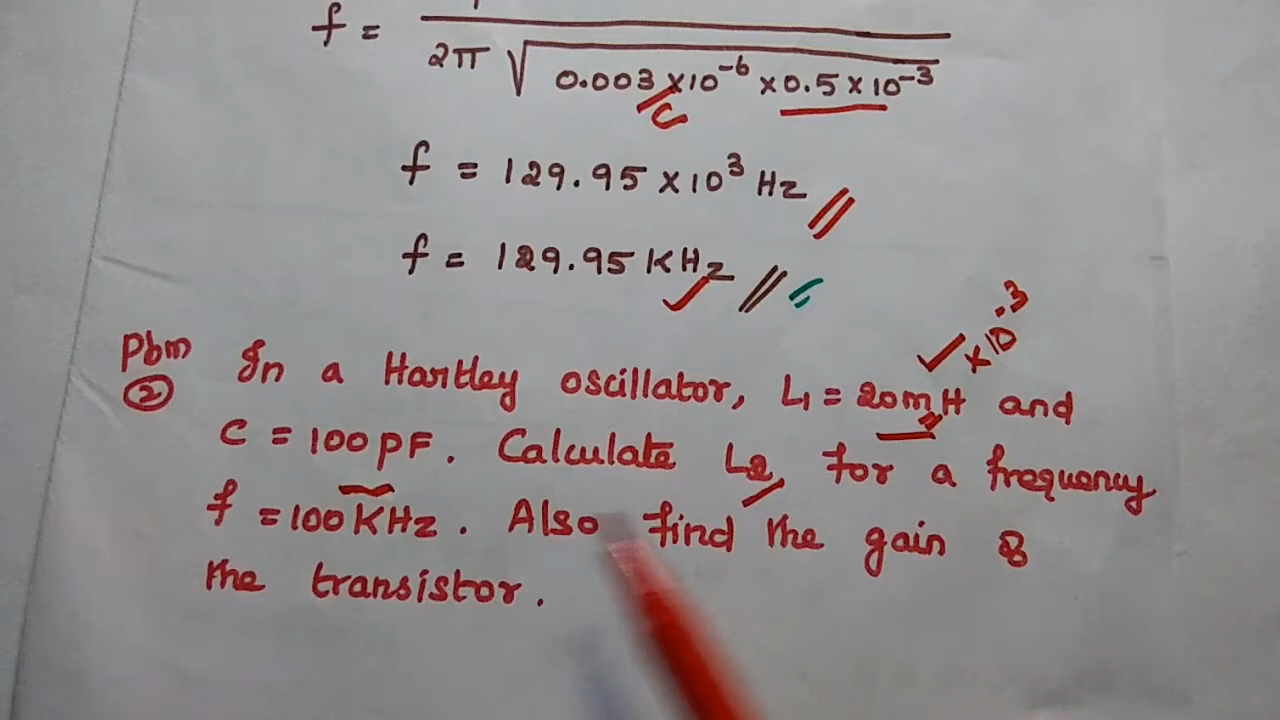 f =
2π √ 0.003 × 10⁻⁶ × 0.5 × 10⁻³
C
f = 129.95 × 10³ Hz
f = 129.95 KHz
× 10⁻³
Pbm In a Hartley oscillator, L₁ = 20mH and
② C = 100 pF. Calculate L₂, for a frequency
f = 100 KHz. Also find the gain of
the transistor.